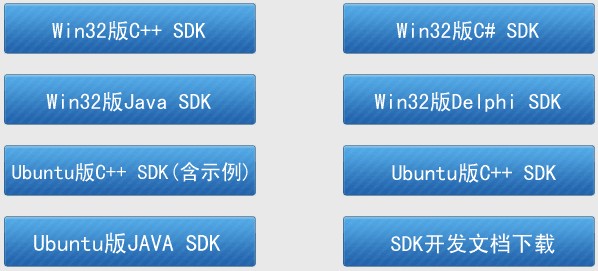 Win32版C++ SDK
Win32版C# SDK
Win32版Java SDK
Win32版Delphi SDK
Ubuntu版C++ SDK(含示例)
Ubuntu版C++ SDK
Ubuntu版JAVA SDK
SDK开发文档下载